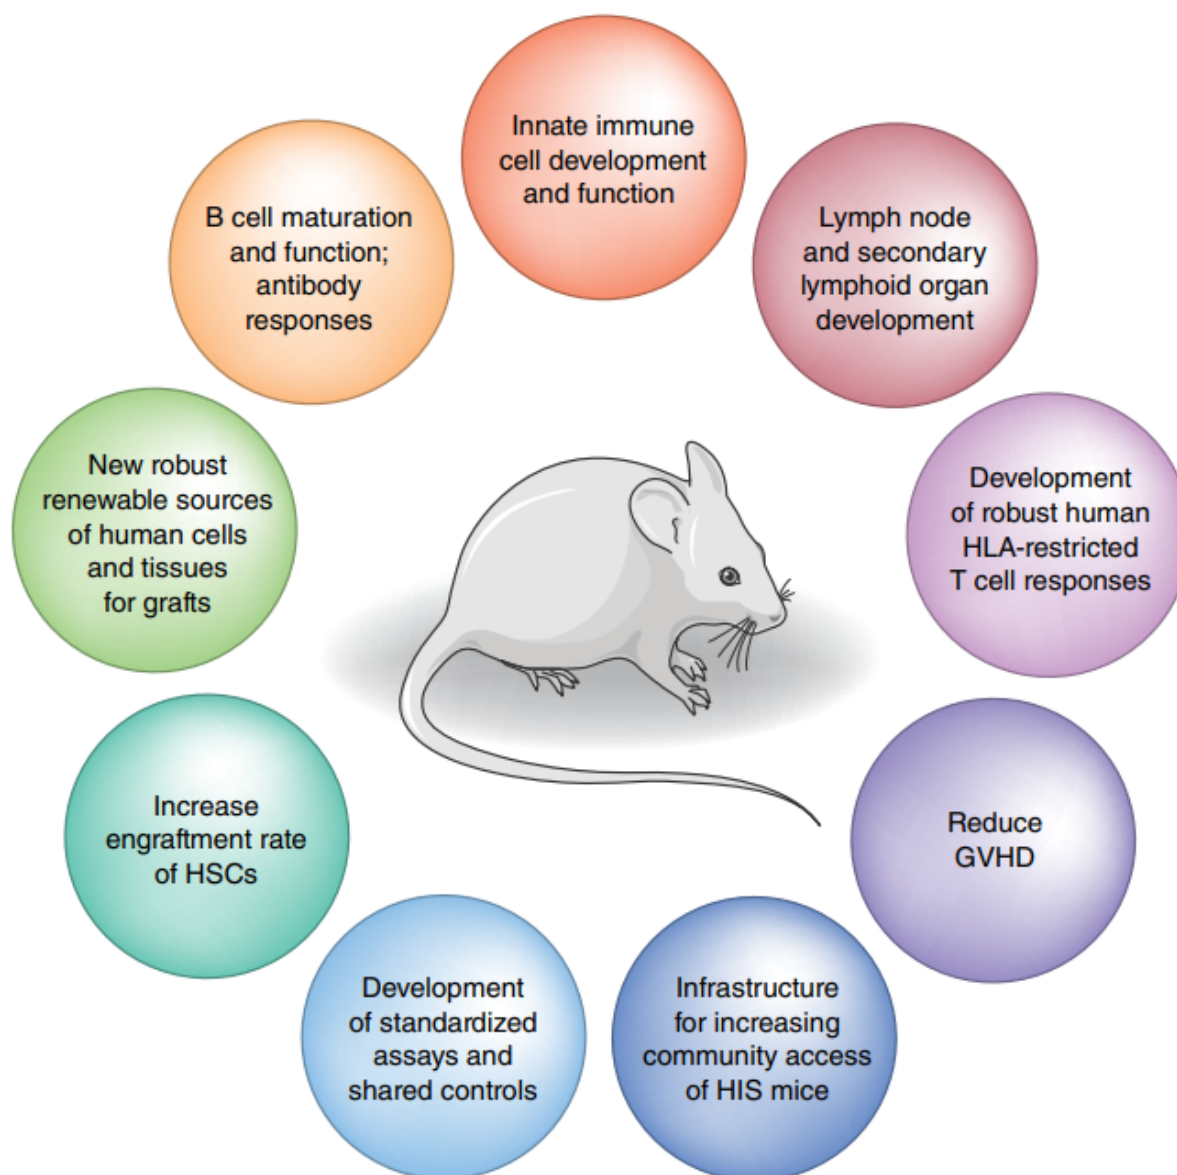 Innate immune
cell development
and function
Lymph node
and secondary
lymphoid organ
development
Development
of robust human
HLA-restricted
T cell responses
Reduce
GVHD
Infrastructure
for increasing
community access
of HIS mice
Development
of standardized
assays and
shared controls
Increase
engraftment rate
of HSCs
New robust
renewable sources
of human cells
and tissues
for grafts
B cell maturation
and function;
antibody
responses